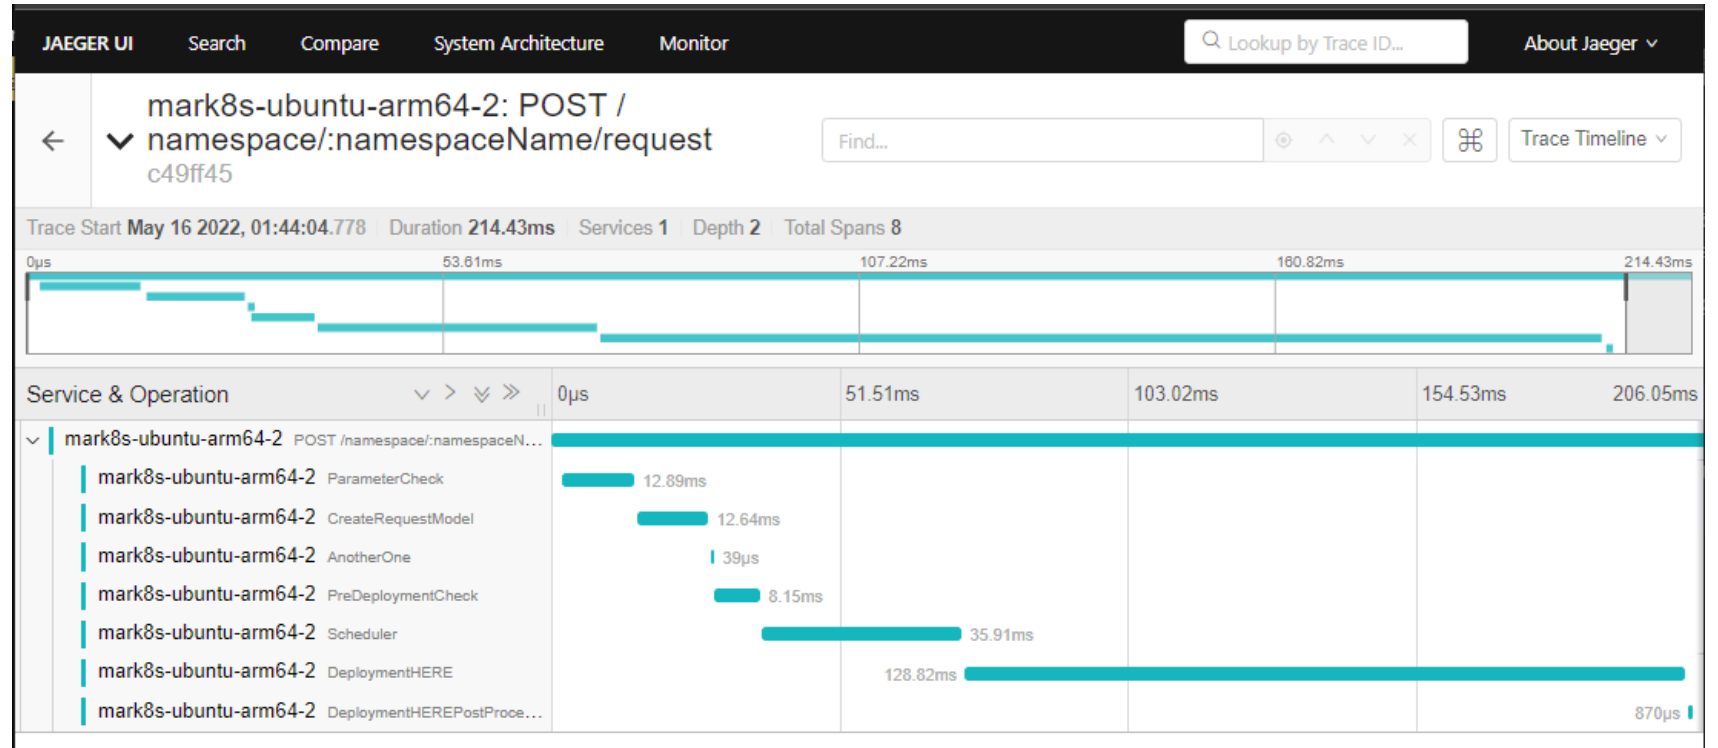 JAEGER UI Search Compare System Architecture Monitor Lookup by Trace ID... About Jaeger
mark8s-ubuntu-arm64-2: POST /
namespace/:namespaceName/request
c49ff45
Find...
Trace Timeline
Trace Start May 16 2022, 01:44:04.778 Duration 214.43ms Services 1 Depth 2 Total Spans 8
0μs 53.61ms 107.22ms 160.82ms 214.43ms
Service & Operation 0μs 51.51ms 103.02ms 154.53ms 206.05ms
mark8s-ubuntu-arm64-2 POST /namespace/:namespaceN...
mark8s-ubuntu-arm64-2 ParameterCheck 12.89ms
mark8s-ubuntu-arm64-2 CreateRequestModel 12.64ms
mark8s-ubuntu-arm64-2 AnotherOne 39μs
mark8s-ubuntu-arm64-2 PreDeploymentCheck 8.15ms
mark8s-ubuntu-arm64-2 Scheduler 35.91ms
mark8s-ubuntu-arm64-2 DeploymentHERE 128.82ms
mark8s-ubuntu-arm64-2 DeploymentHEREPostProce... 870μs